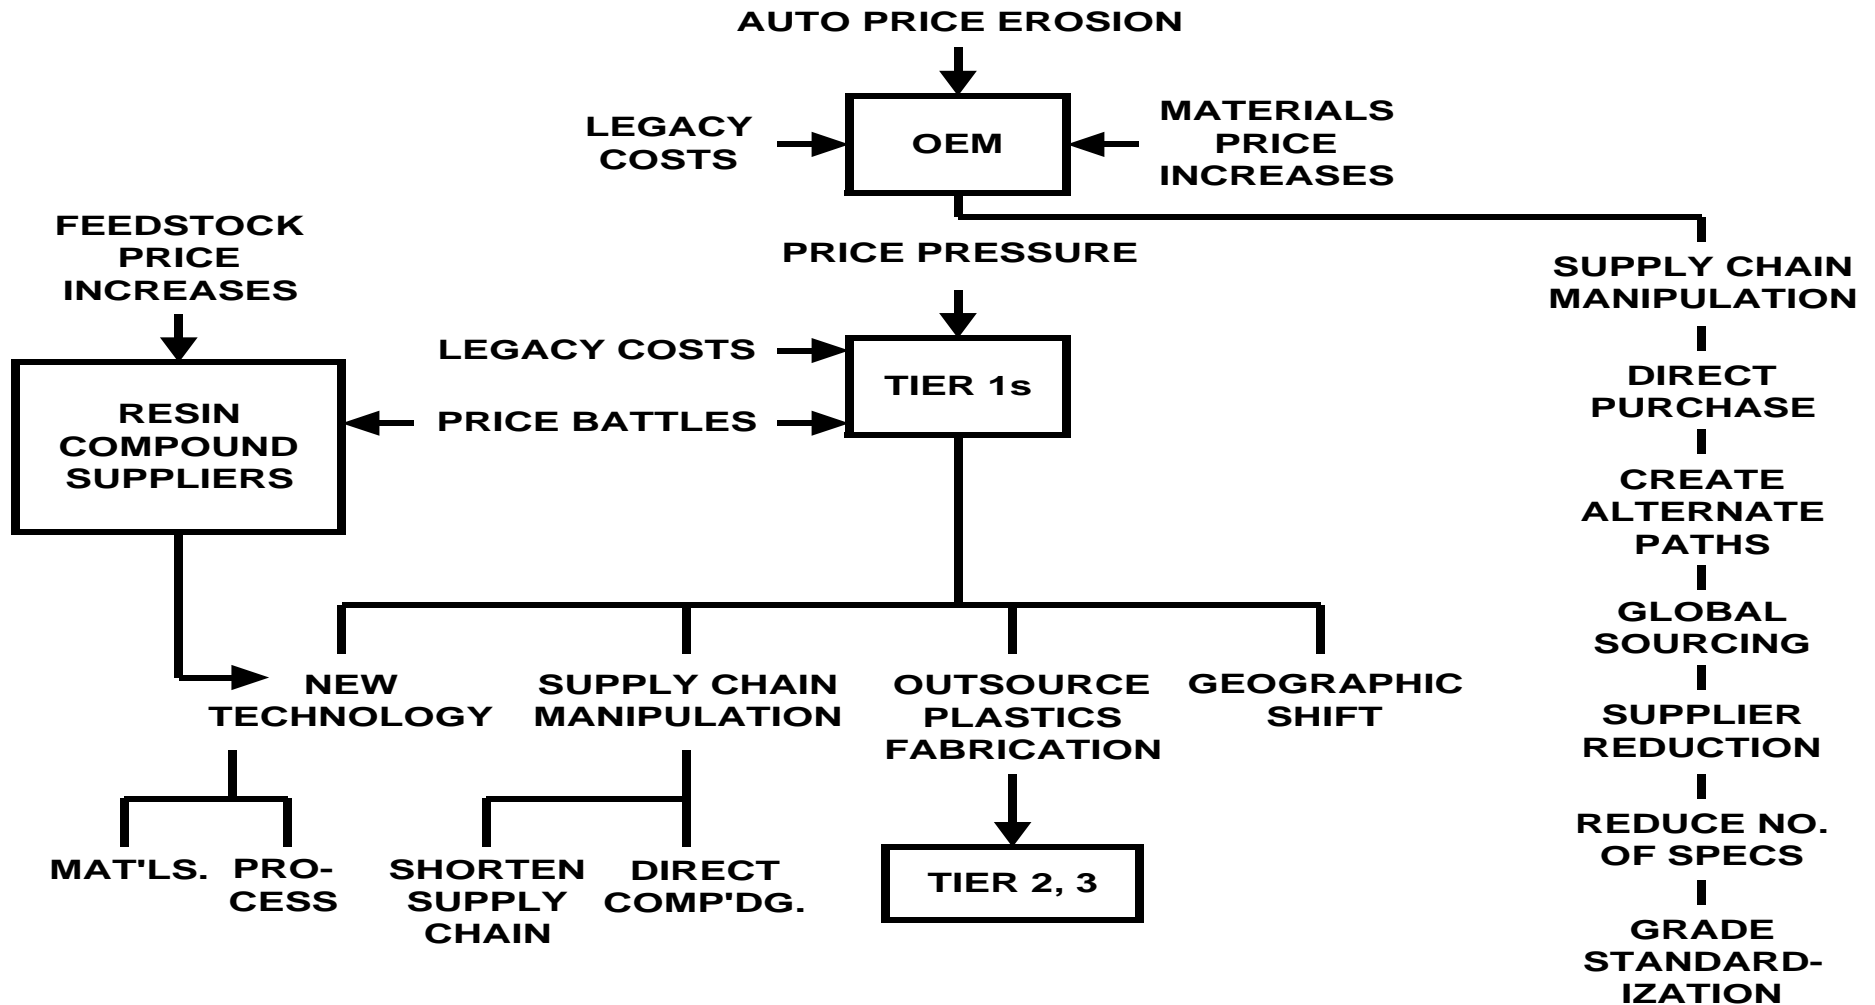 AUTO PRICE EROSION
LEGACY
COSTS
OEM
MATERIALS
PRICE
INCREASES
FEEDSTOCK
PRICE
INCREASES
PRICE PRESSURE
SUPPLY CHAIN
MANIPULATION
LEGACY COSTS
TIER 1s
PRICE BATTLES
RESIN
COMPOUND
SUPPLIERS
DIRECT
PURCHASE
CREATE
ALTERNATE
PATHS
GLOBAL
SOURCING
SUPPLIER
REDUCTION
REDUCE NO.
OF SPECS
GRADE
STANDARD-
IZATION
NEW
TECHNOLOGY
SUPPLY CHAIN
MANIPULATION
OUTSOURCE
PLASTICS
FABRICATION
GEOGRAPHIC
SHIFT
MAT'LS.
PRO-
CESS
SHORTEN
SUPPLY
CHAIN
DIRECT
COMP'DG.
TIER 2, 3